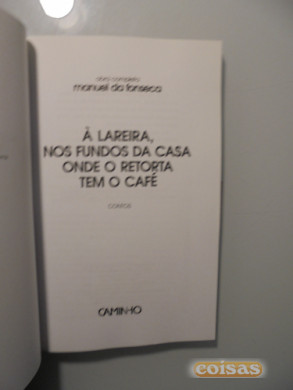 obra completa
manuel da fonseca
À LAREIRA,
NOS FUNDOS DA CASA
ONDE O RETORTA
TEM O CAFÉ
CONTOS
CAMINHO
coisas